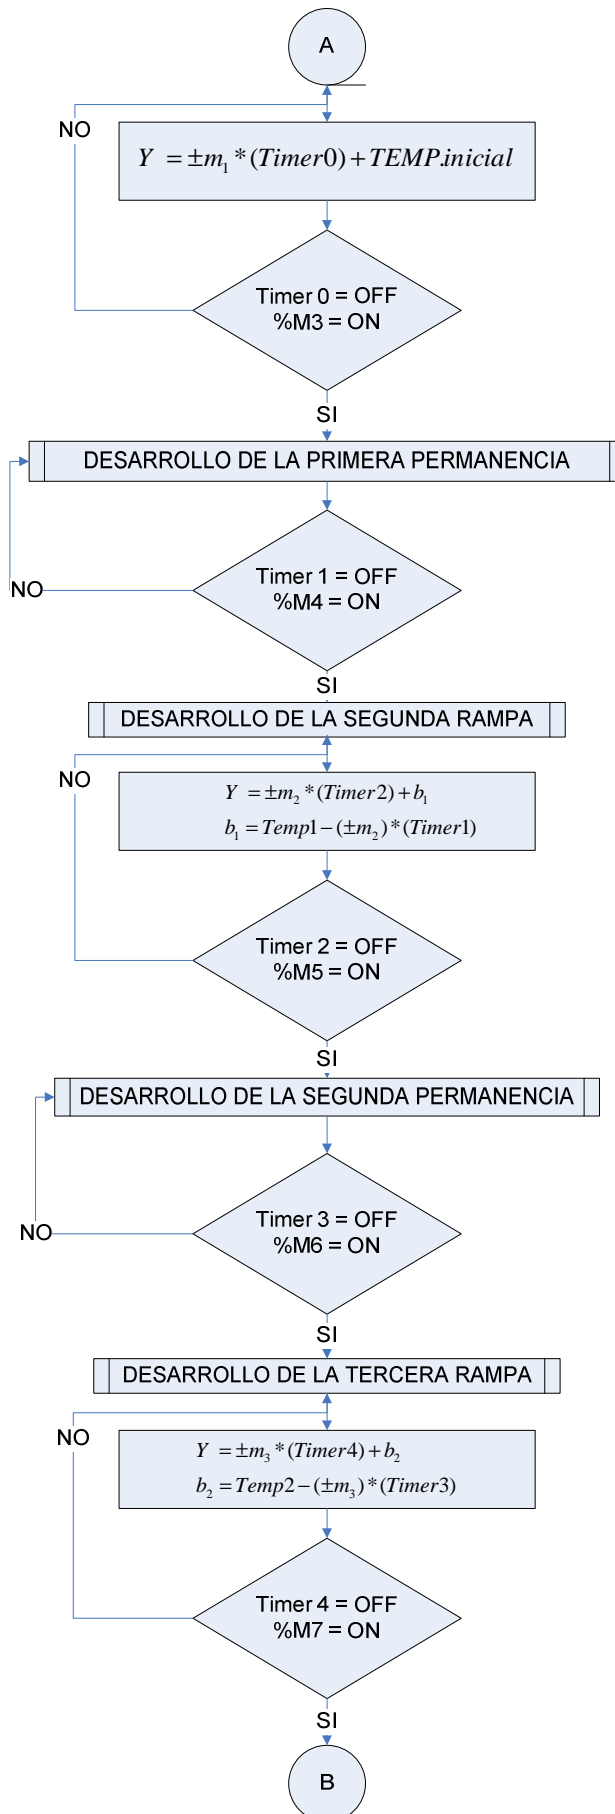 A
NO
Y = ±m₁ * (Timer0) + TEMP.inicial
Timer 0 = OFF
%M3 = ON
SI
DESARROLLO DE LA PRIMERA PERMANENCIA
Timer 1 = OFF
%M4 = ON
NO
SI
DESARROLLO DE LA SEGUNDA RAMPA
NO
Y = ±m₂ * (Timer2) + b₁
b₁ = Temp1 − (±m₂) * (Timer1)
Timer 2 = OFF
%M5 = ON
SI
DESARROLLO DE LA SEGUNDA PERMANENCIA
Timer 3 = OFF
%M6 = ON
NO
SI
DESARROLLO DE LA TERCERA RAMPA
NO
Y = ±m₃ * (Timer4) + b₂
b₂ = Temp2 − (±m₃) * (Timer3)
Timer 4 = OFF
%M7 = ON
SI
B